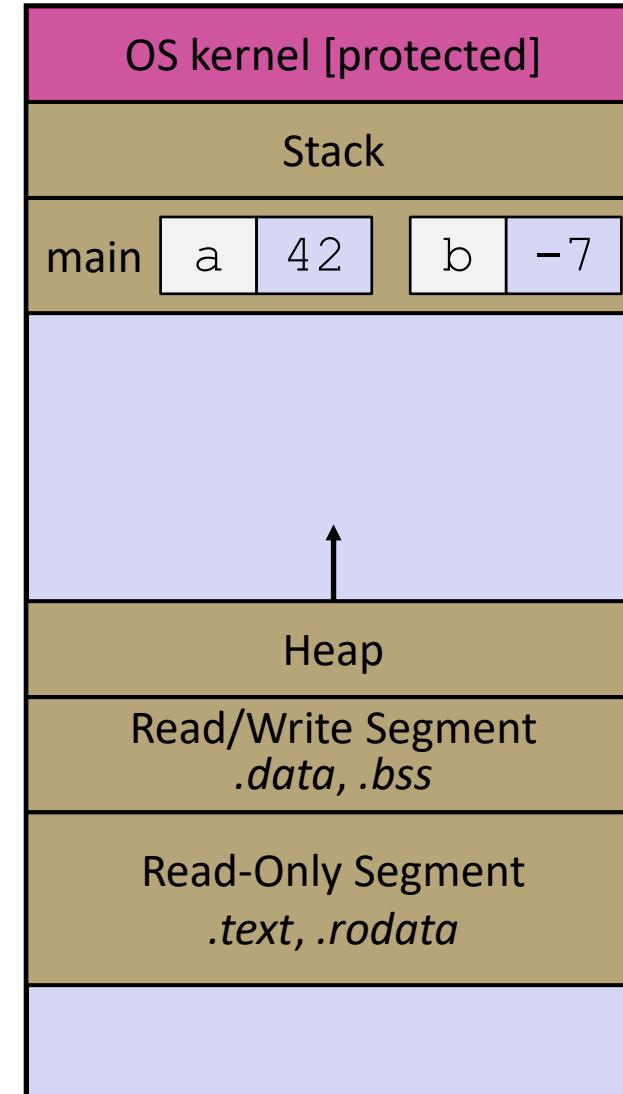 OS kernel [protected]
Stack
main a 42 b -7
Heap
Read/Write Segment
.data, .bss
Read-Only Segment
.text, .rodata